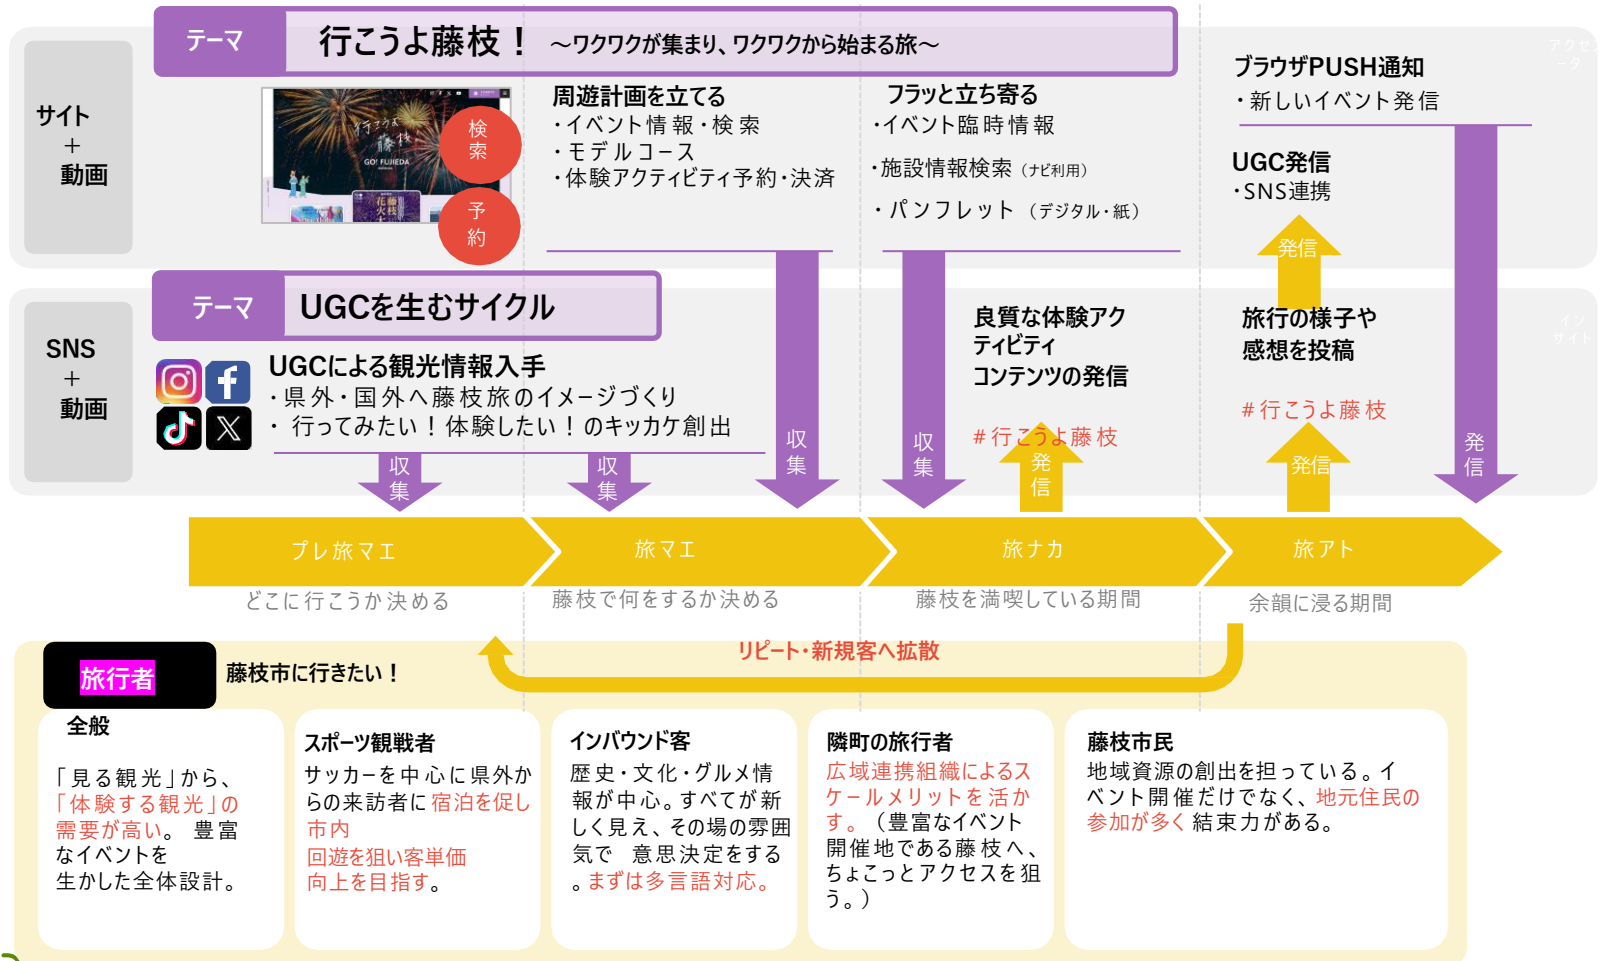 テーマ
行こうよ藤枝！ ～ワクワクが集まり、ワクワクから始まる旅～
サイト
＋
動画
行こうよ
藤枝
GO! FUJIEDA
検索
予約
周遊計画を立てる
・イベント情報・検索
・モデルコース
・体験アクティビティ予約・決済
フラッと立ち寄る
・イベント臨時情報
・施設情報検索（ナビ利用）
・パンフレット（デジタル・紙）
ブラウザPUSH通知
・新しいイベント発信
UGC発信
・SNS連携
発信
テーマ
UGCを生むサイクル
SNS
＋
動画
UGCによる観光情報入手
・県外・国外へ藤枝旅のイメージづくり
・ 行ってみたい！体験したい！のキッカケ創出
収集
収集
収集
収集
良質な体験アク
ティビティ
コンテンツの発信
#行こうよ藤枝
発信
旅行の様子や
感想を投稿
#行こうよ藤枝
発信
発信
イン
サイト
プレ旅マエ
旅マエ
旅ナカ
旅アト
どこに行こうか決める
藤枝で何をするか決める
藤枝を満喫している期間
余韻に浸る期間
リピート・新規客へ拡散
旅行者
藤枝市に行きたい！
全般
「見る観光」から、
「体験する観光」の
需要が高い。 豊富
なイベントを
生かした全体設計。
スポーツ観戦者
サッカーを中心に県外か
らの来訪者に宿泊を促し
市内
回遊を狙い客単価
向上を目指す。
インバウンド客
歴史・文化・グルメ情
報が中心。すべてが新
しく見え、その場の雰囲
気で 意思決定をする
。まずは多言語対応。
隣町の旅行者
広域連携組織によるス
ケールメリットを活か
す。（豊富なイベント
開催地である藤枝へ、
ちょこっとアクセスを狙
う。）
藤枝市民
地域資源の創出を担っている。イ
ベント開催だけでなく、地元住民の
参加が多く結束力がある。